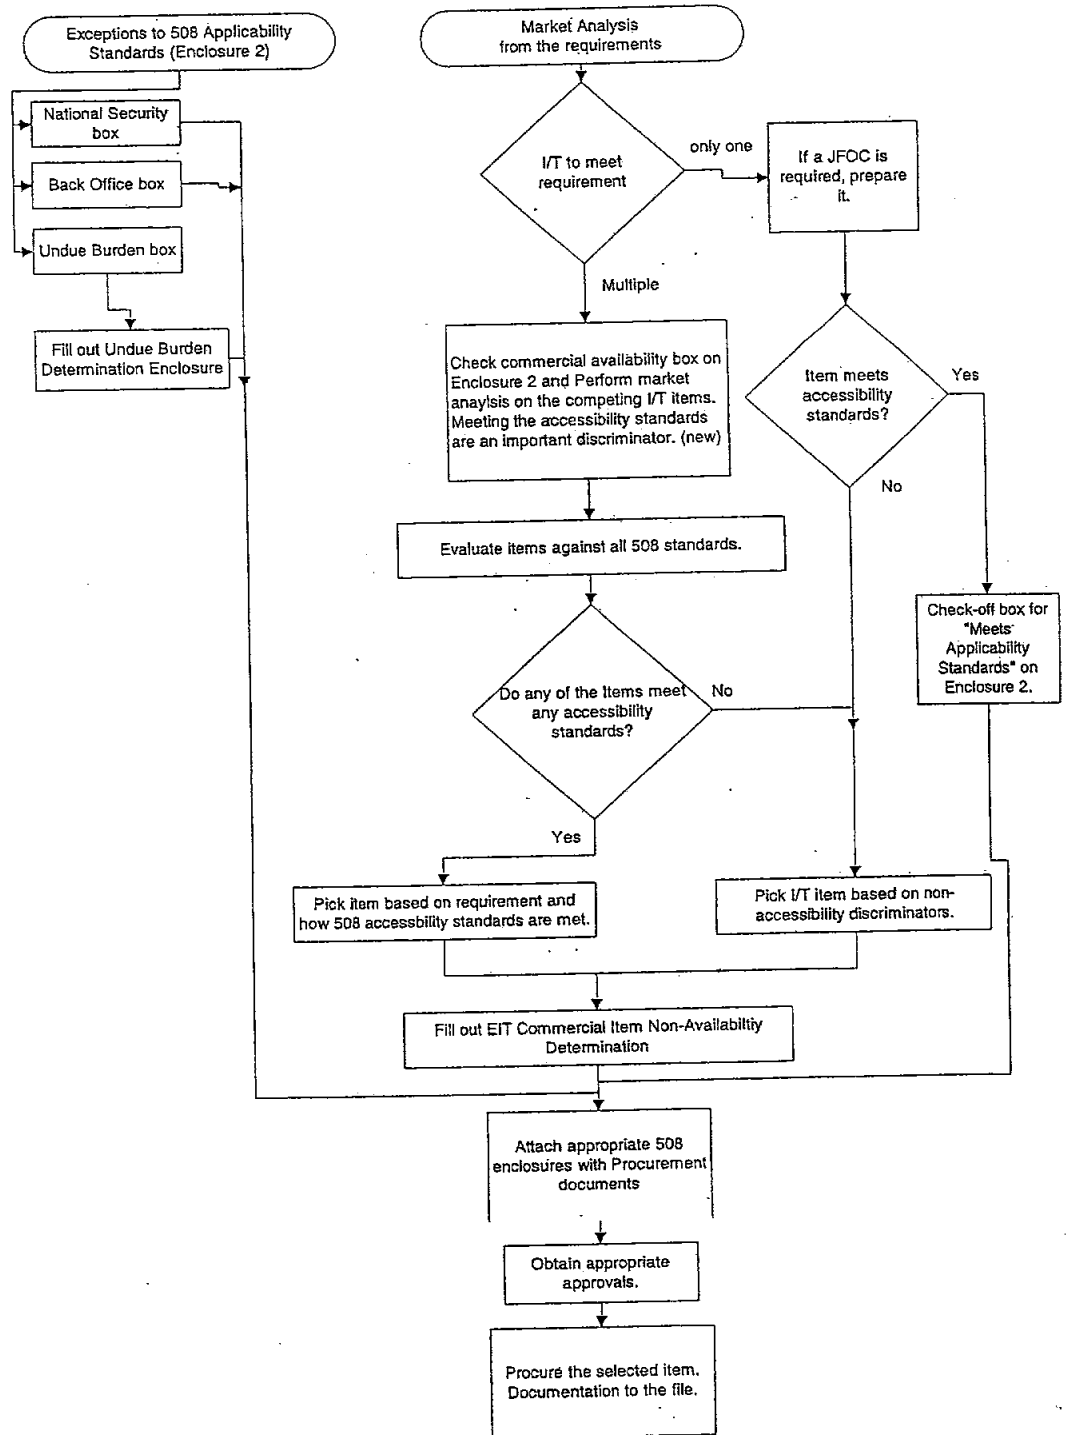 Exceptions to 508 Applicability
Standards (Enclosure 2)
National Security
box
Back Office box
Undue Burden box
Fill out Undue Burden
Determination Enclosure
Market Analysis
from the requirements
I/T to meet
requirement
only one
If a JFOC is
required, prepare
it.
Multiple
Check commercial availability box on
Enclosure 2 and Perform market
anaylsis on the competing I/T items.
Meeting the accessibility standards
are an important discriminator. (new)
Item meets
accessibility
standards?
Yes
No
Evaluate items against all 508 standards.
Check-off box for
"Meets
Applicability
Standards" on
Enclosure 2.
Do any of the Items meet
any accessibility
standards?
No
Yes
Pick item based on requirement and
how 508 accessbility standards are met.
Pick I/T item based on non-
accessibility discriminators.
Fill out EIT Commercial Item Non-Availabiltiy
Determination
Attach appropriate 508
enclosures with Procurement
documents
Obtain appropriate
approvals.
Procure the selected item.
Documentation to the file.